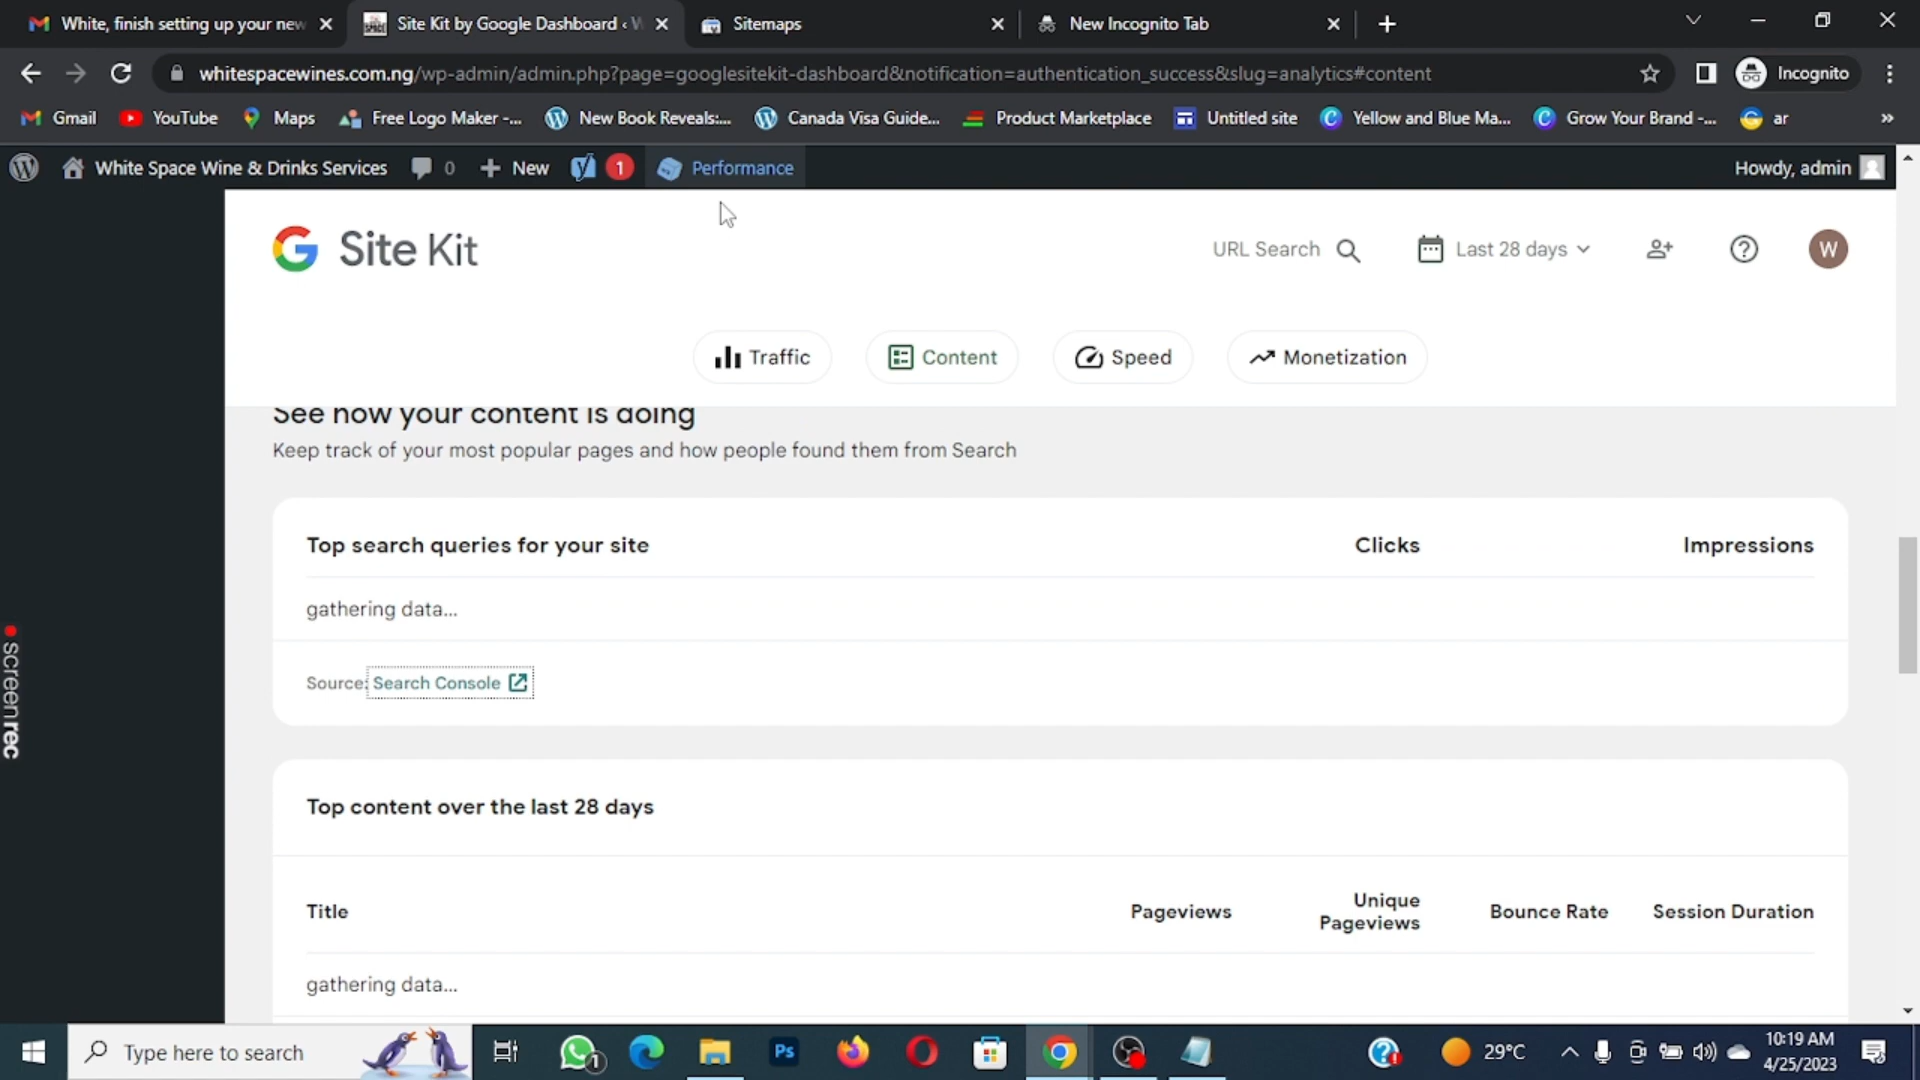 White, finish setting up your new
Site Kit by Google Dashboard ‹ W
Sitemaps
New Incognito Tab
whitespacewines.com.ng/wp-admin/admin.php?page=googlesitekit-dashboard&notification=authentication_success&slug=analytics#content
Incognito
Gmail
YouTube
Maps
Free Logo Maker -...
New Book Reveals:...
Canada Visa Guide...
Product Marketplace
Untitled site
Yellow and Blue Ma...
Grow Your Brand -...
ar
»
White Space Wine & Drinks Services
0
New
1
Performance
Howdy, admin
Site Kit
URL Search
Last 28 days
W
Traffic
Content
Speed
Monetization
See how your content is doing
Keep track of your most popular pages and how people found them from Search
Top search queries for your site
Clicks
Impressions
gathering data...
Source: Search Console
Top content over the last 28 days
Title
Pageviews
Unique
Pageviews
Bounce Rate
Session Duration
gathering data...
screenrec
Type here to search
1
Ps
29°C
10:19 AM
4/25/2023